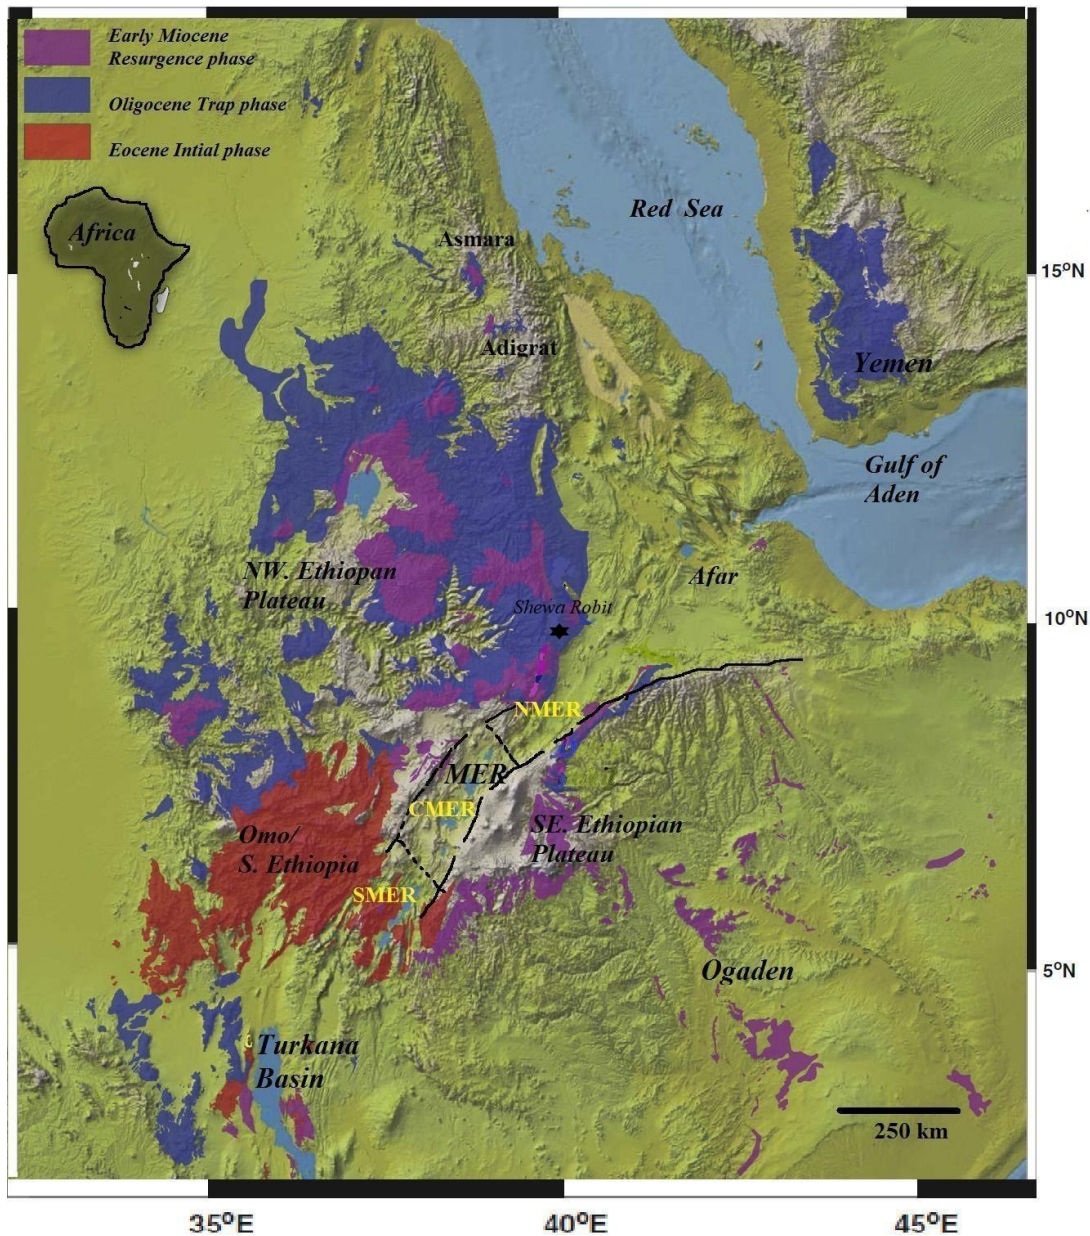 Early Miocene
Resurgence phase
Oligocene Trap phase
Eocene Intial phase
Africa
Red Sea
Asmara
15°N
Adigrat
Yemen
Gulf of
Aden
NW. Ethiopan
Plateau
Afar
Shewa Robit
10°N
NMER
MER
CMER
SE. Ethiopian
Plateau
Omo/
S. Ethiopia
SMER
Ogaden
5°N
Turkana
Basin
250 km
35°E
40°E
45°E